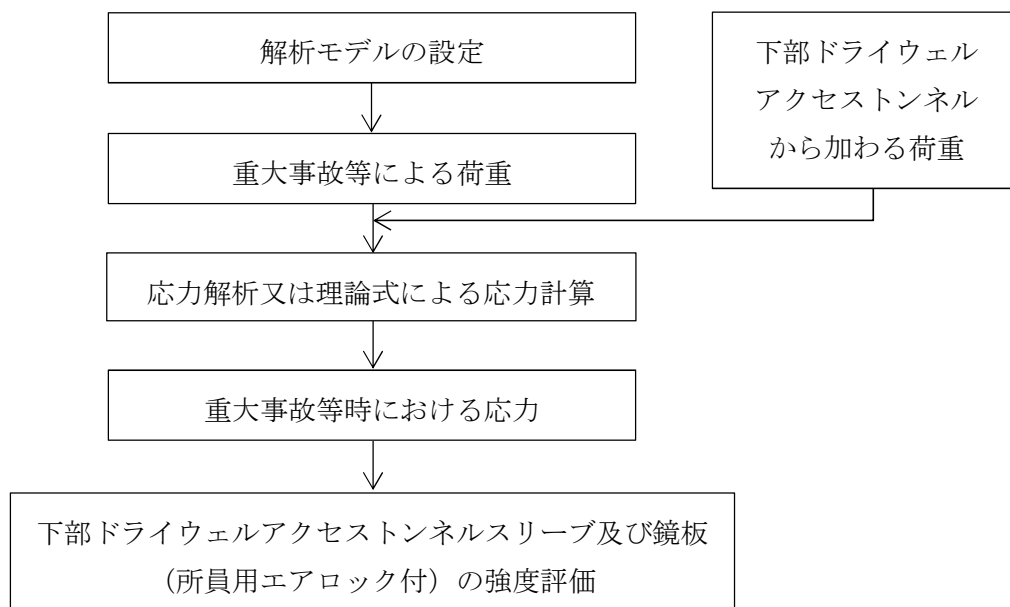 解析モデルの設定
下部ドライウェル
アクセストンネル
から加わる荷重
重大事故等による荷重
応力解析又は理論式による応力計算
重大事故等時における応力
下部ドライウェルアクセストンネルスリーブ及び鏡板
（所員用エアロック付）の強度評価